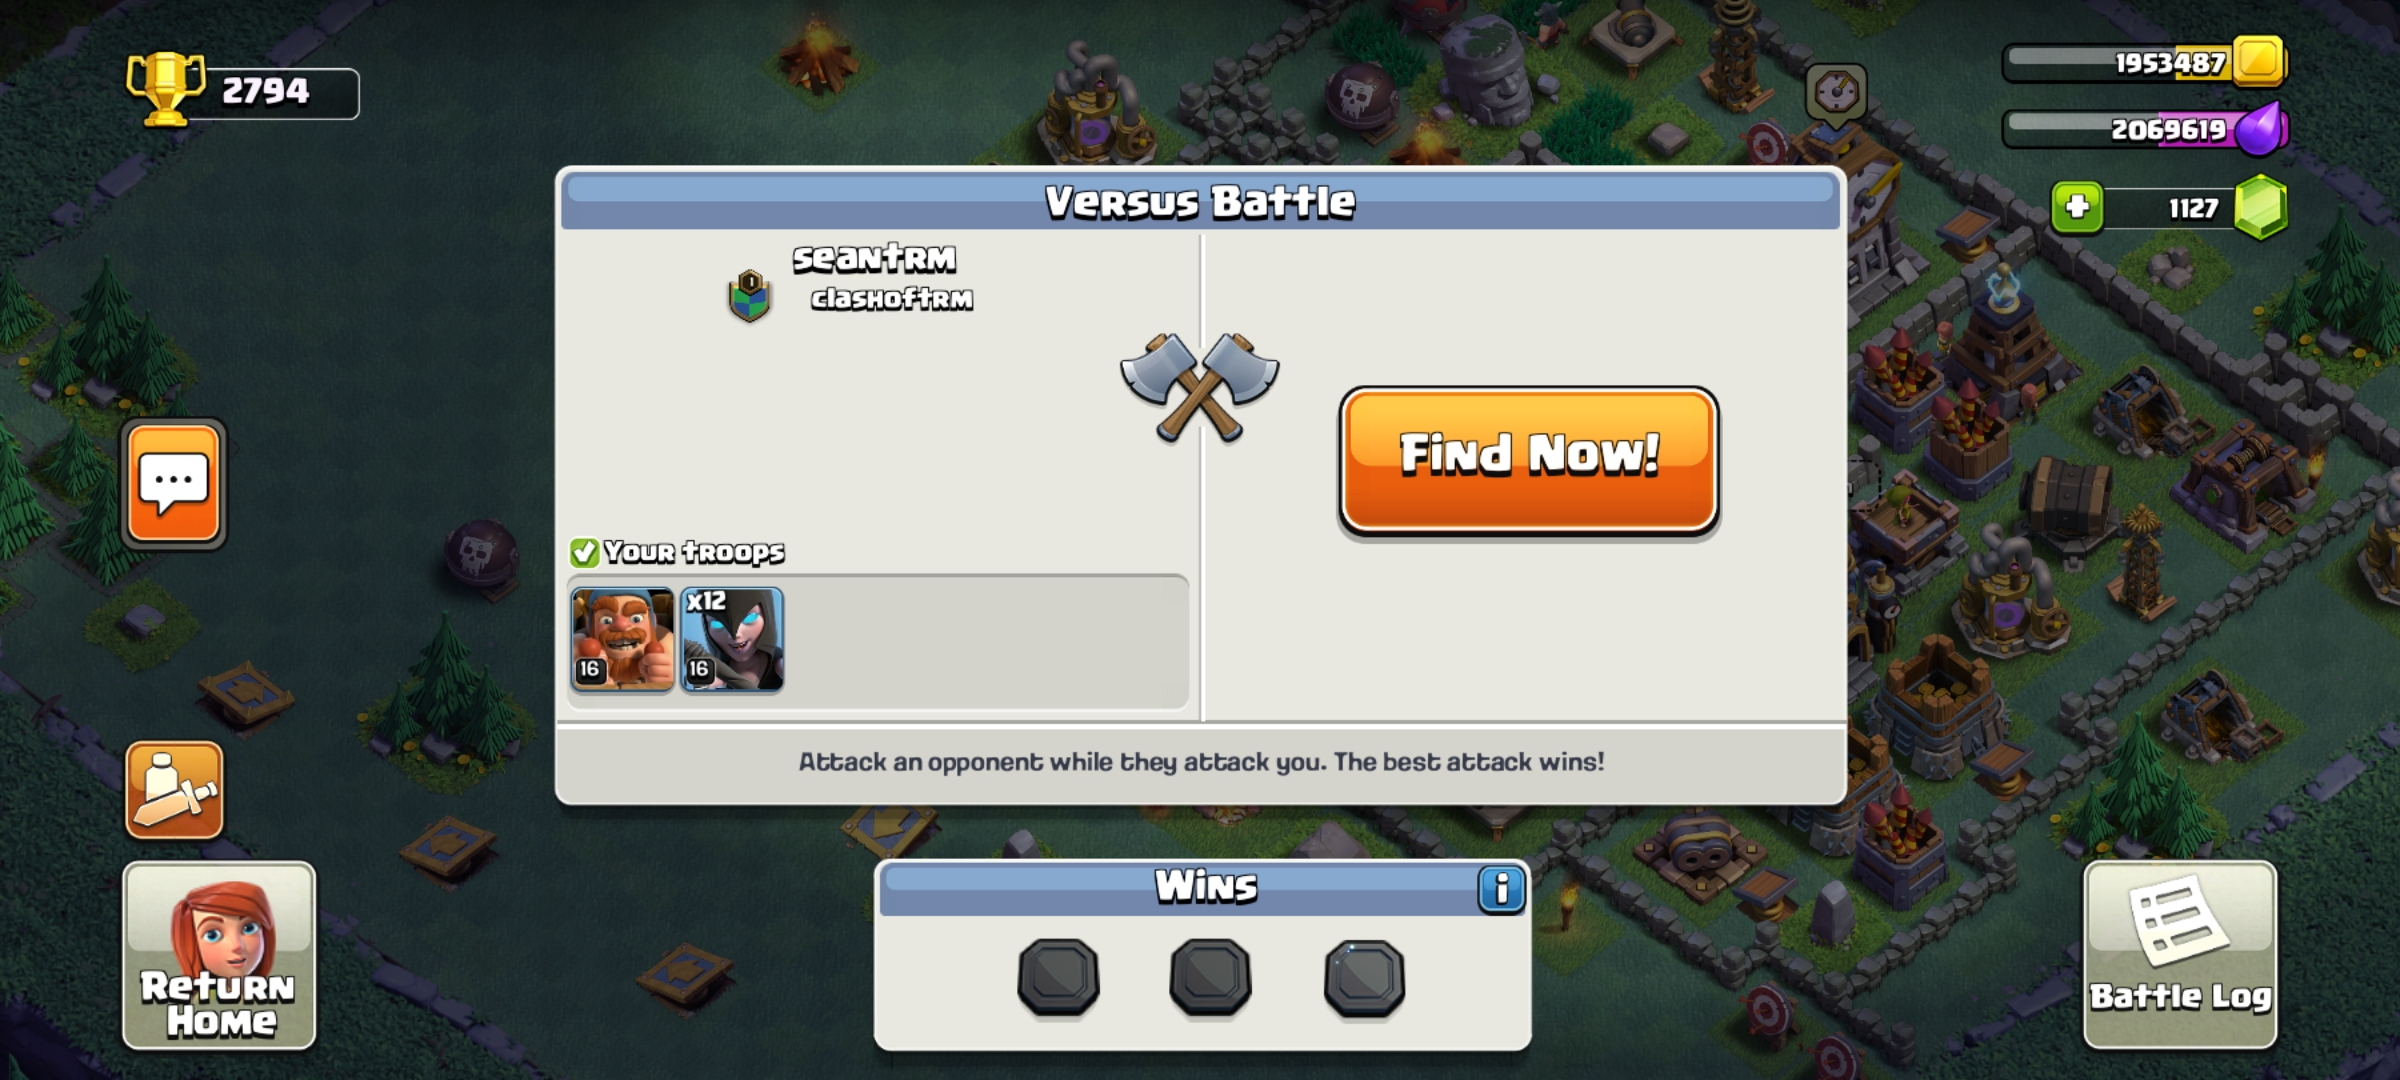 2794
1953487
2069619
1127
Versus Battle
seantrm
clashoftrm
Find Now!
Your troops
16
x12
16
Attack an opponent while they attack you. The best attack wins!
Wins
i
Return
Home
Battle Log